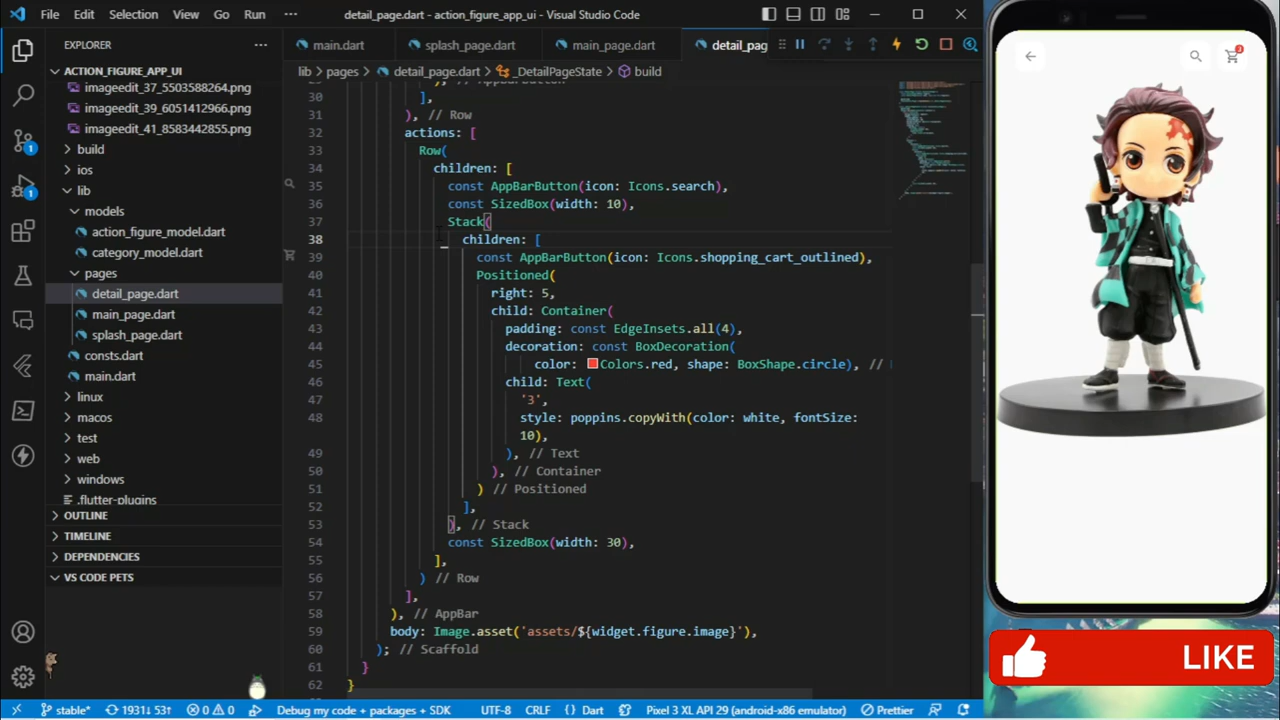 File Edit Selection View Go Run ··· detail_page.dart - action_figure_app_ui - Visual Studio Code
EXPLORER ···
main.dart splash_page.dart main_page.dart detail_pag
ACTION_FIGURE_APP_UI
lib > pages > detail_page.dart > _DetailPageState > build
imageedit_37_5503588264.png
imageedit_39_6051412966.png
imageedit_41_8583442855.png
build
ios
lib
models
action_figure_model.dart
category_model.dart
pages
detail_page.dart
main_page.dart
splash_page.dart
consts.dart
main.dart
linux
macos
test
web
windows
.flutter-plugins
OUTLINE
TIMELINE
DEPENDENCIES
VS CODE PETS
30 ],
31 ), // Row
32 actions: [
33 Row(
34 children: [
35 const AppBarButton(icon: Icons.search),
36 const SizedBox(width: 10),
37 Stack(
38 children: [
39 const AppBarButton(icon: Icons.shopping_cart_outlined),
40 Positioned(
41 right: 5,
42 child: Container(
43 padding: const EdgeInsets.all(4),
44 decoration: const BoxDecoration(
45 color: Colors.red, shape: BoxShape.circle), //
46 child: Text(
47 '3',
48 style: poppins.copyWith(color: white, fontSize:
10),
49 ), // Text
50 ), // Container
51 ) // Positioned
52 ],
53 ), // Stack
54 const SizedBox(width: 30),
55 ],
56 ) // Row
57 ],
58 ), // AppBar
59 body: Image.asset('assets/${widget.figure.image}'),
60 ); // Scaffold
61 }
62 }
3
LIKE
stable* 1931↓ 53↑ 0 0 Debug my code + packages + SDK UTF-8 CRLF {} Dart Pixel 3 XL API 29 (android-x86 emulator) Prettier